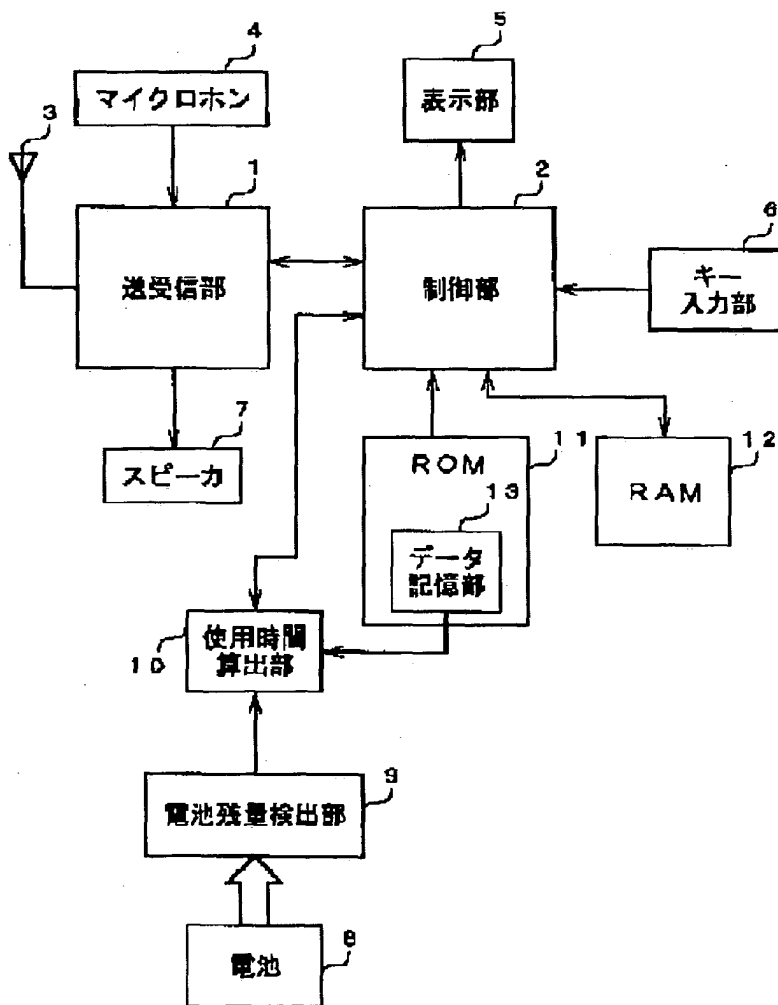 4
マイクロホン
5
表示部
3
1
送受信部
2
制御部
6
キー
入力部
7
スピーカ
11
ROM
13
データ
記憶部
12
RAM
10
使用時間
算出部
9
電池残量検出部
8
電池